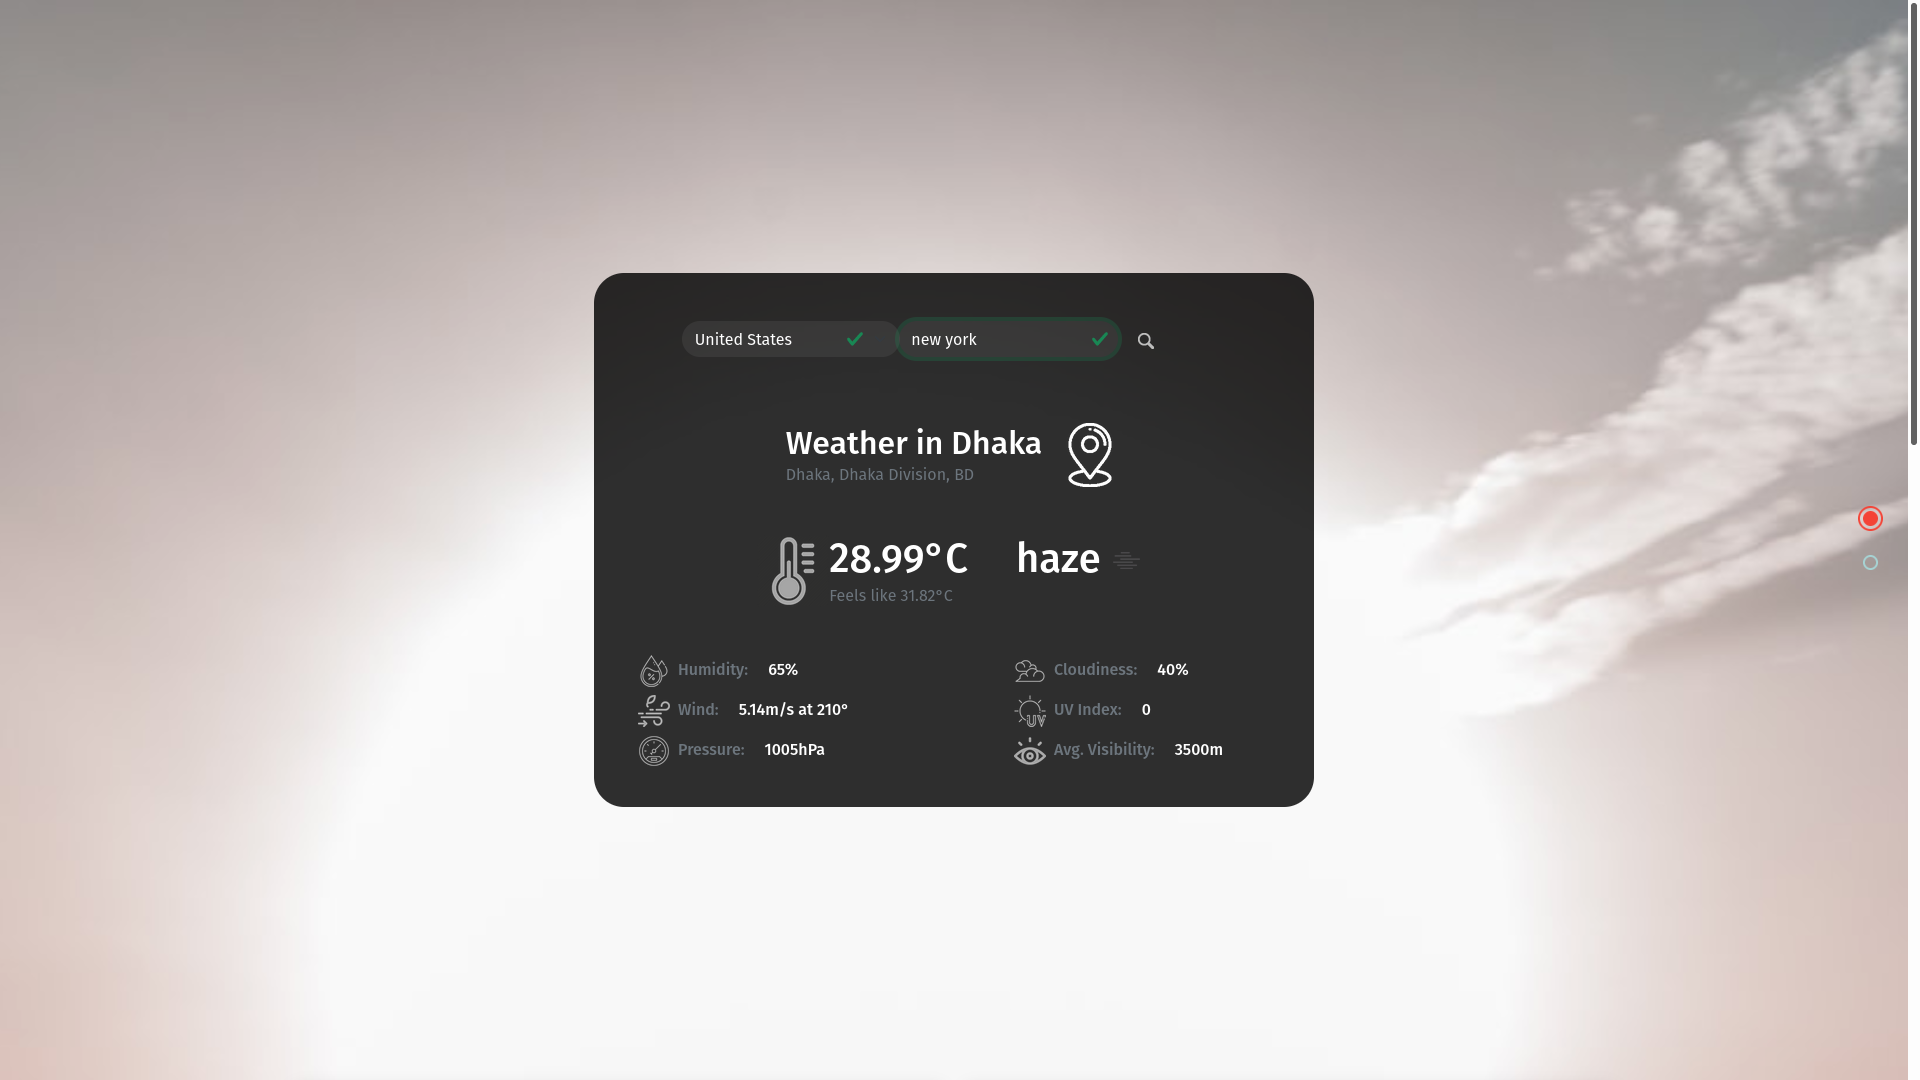 United States
new york
Weather in Dhaka
Dhaka, Dhaka Division, BD
28.99°C
haze
Feels like 31.82°C
Humidity: 65%
Cloudiness: 40%
Wind: 5.14m/s at 210°
UV Index: 0
Pressure: 1005hPa
Avg. Visibility: 3500m